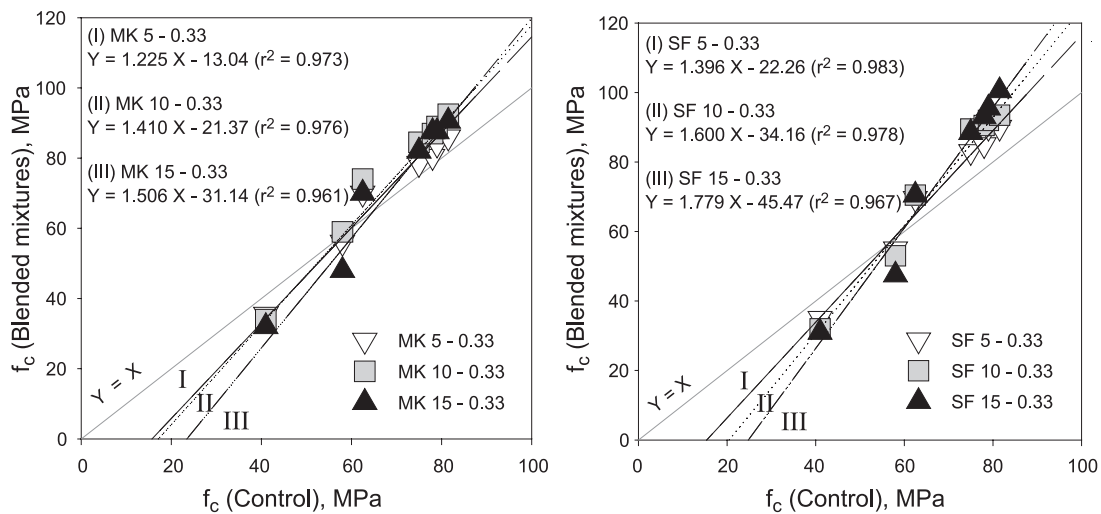 120
100
80
60
40
20
0
f_c (Blended mixtures), MPa
(I) MK 5 - 0.33
Y = 1.225 X - 13.04 (r² = 0.973)
(II) MK 10 - 0.33
Y = 1.410 X - 21.37 (r² = 0.976)
(III) MK 15 - 0.33
Y = 1.506 X - 31.14 (r² = 0.961)
Y = X
I
II
III
MK 5 - 0.33
MK 10 - 0.33
MK 15 - 0.33
0 20 40 60 80 100
f_c (Control), MPa
120
100
80
60
40
20
0
f_c (Blended mixtures), MPa
(I) SF 5 - 0.33
Y = 1.396 X - 22.26 (r² = 0.983)
(II) SF 10 - 0.33
Y = 1.600 X - 34.16 (r² = 0.978)
(III) SF 15 - 0.33
Y = 1.779 X - 45.47 (r² = 0.967)
Y = X
I
II
III
SF 5 - 0.33
SF 10 - 0.33
SF 15 - 0.33
0 20 40 60 80 100
f_c (Control), MPa